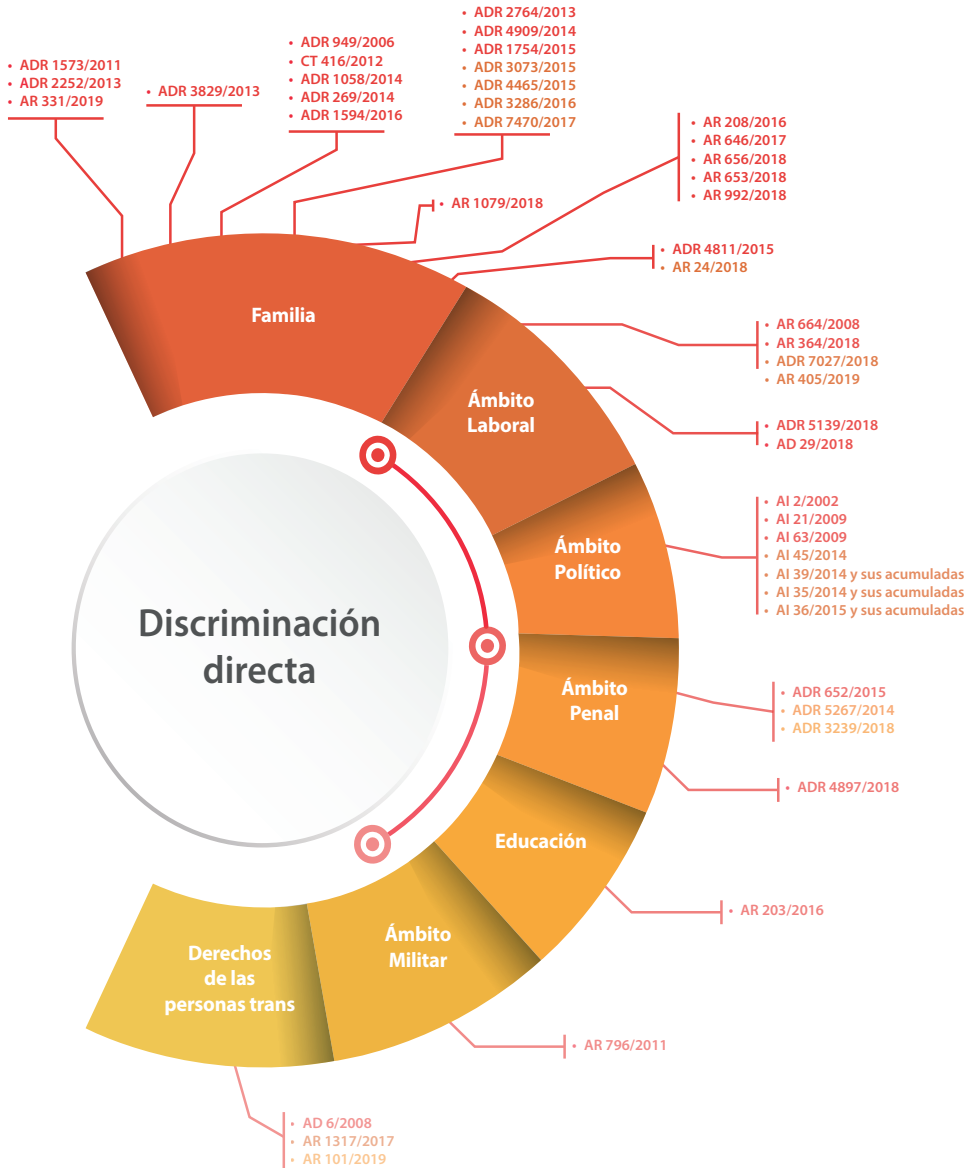 • ADR 1573/2011
• ADR 2252/2013
• AR 331/2019
• ADR 3829/2013
• ADR 949/2006
• CT 416/2012
• ADR 1058/2014
• ADR 269/2014
• ADR 1594/2016
• ADR 2764/2013
• ADR 4909/2014
• ADR 1754/2015
• ADR 3073/2015
• ADR 4465/2015
• ADR 3286/2016
• ADR 7470/2017
• AR 208/2016
• AR 646/2017
• AR 656/2018
• AR 653/2018
• AR 992/2018
• AR 1079/2018
• ADR 4811/2015
• AR 24/2018
Familia
• AR 664/2008
• AR 364/2018
• ADR 7027/2018
• AR 405/2019
Ámbito
Laboral
• ADR 5139/2018
• AD 29/2018
• AI 2/2002
• AI 21/2009
• AI 63/2009
• AI 45/2014
• AI 39/2014 y sus acumuladas
• AI 35/2014 y sus acumuladas
• AI 36/2015 y sus acumuladas
Ámbito
Político
Discriminación
directa
Ámbito
Penal
• ADR 652/2015
• ADR 5267/2014
• ADR 3239/2018
• ADR 4897/2018
Educación
• AR 203/2016
Ámbito
Militar
• AR 796/2011
Derechos
de las
personas trans
• AD 6/2008
• AR 1317/2017
• AR 101/2019